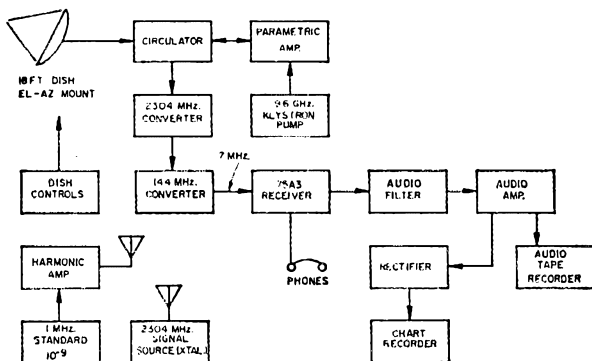 CIRCULATOR
PARAMETRIC
AMP.
18 FT DISH
EL-AZ MOUNT
2304 MHz.
CONVERTER
9.6 GHz.
KLYSTRON
PUMP
7 MHz.
DISH
CONTROLS
144 MHz.
CONVERTER
75A3
RECEIVER
AUDIO
FILTER
AUDIO
AMP.
HARMONIC
AMP
PHONES
RECTIFIER
AUDIO
TAPE
RECORDER
1 MHz.
STANDARD
10-9
2304 MHz.
SIGNAL
SOURCE (XTAL.)
CHART
RECORDER